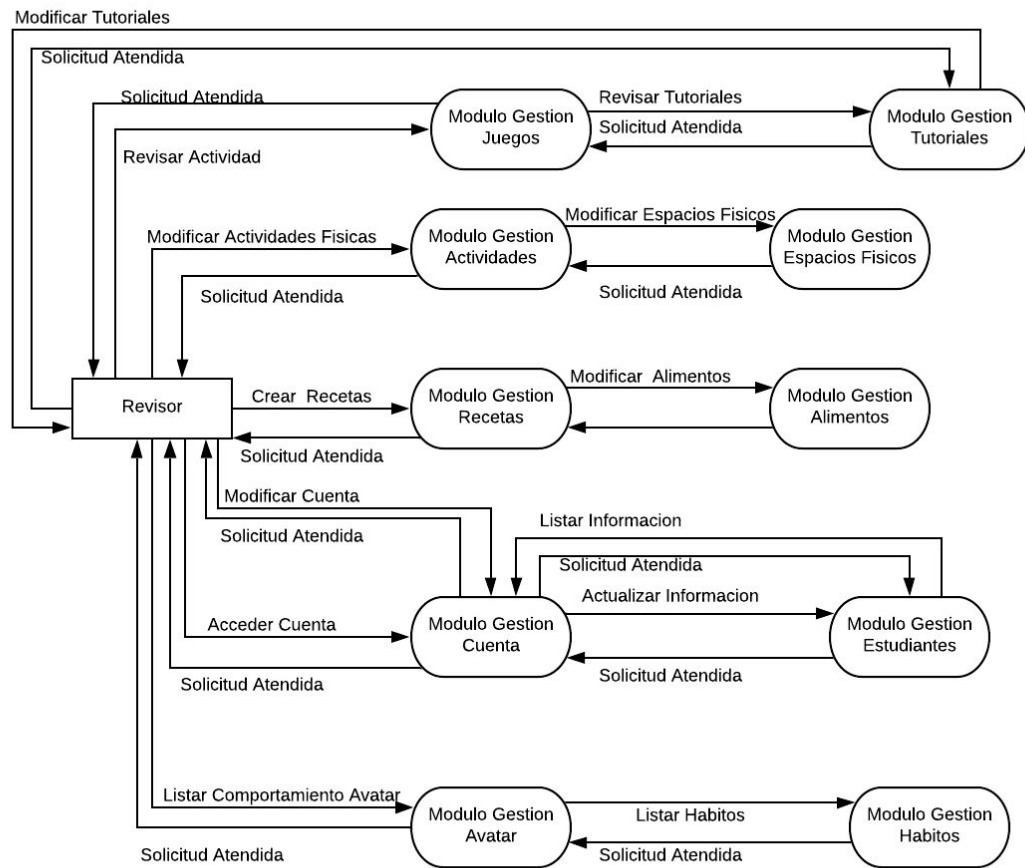 Modificar Tutoriales
Solicitud Atendida
Solicitud Atendida
Modulo Gestion
Juegos
Revisar Tutoriales
Solicitud Atendida
Modulo Gestion
Tutoriales
Revisar Actividad
Modificar Actividades Fisicas
Modulo Gestion
Actividades
Modificar Espacios Fisicos
Modulo Gestion
Espacios Fisicos
Solicitud Atendida
Solicitud Atendida
Revisor
Crear Recetas
Modulo Gestion
Recetas
Modificar Alimentos
Modulo Gestion
Alimentos
Solicitud Atendida
Modificar Cuenta
Solicitud Atendida
Listar Informacion
Solicitud Atendida
Actualizar Informacion
Acceder Cuenta
Modulo Gestion
Cuenta
Modulo Gestion
Estudiantes
Solicitud Atendida
Solicitud Atendida
Listar Comportamiento Avatar
Modulo Gestion
Avatar
Listar Habitos
Modulo Gestion
Habitos
Solicitud Atendida
Solicitud Atendida